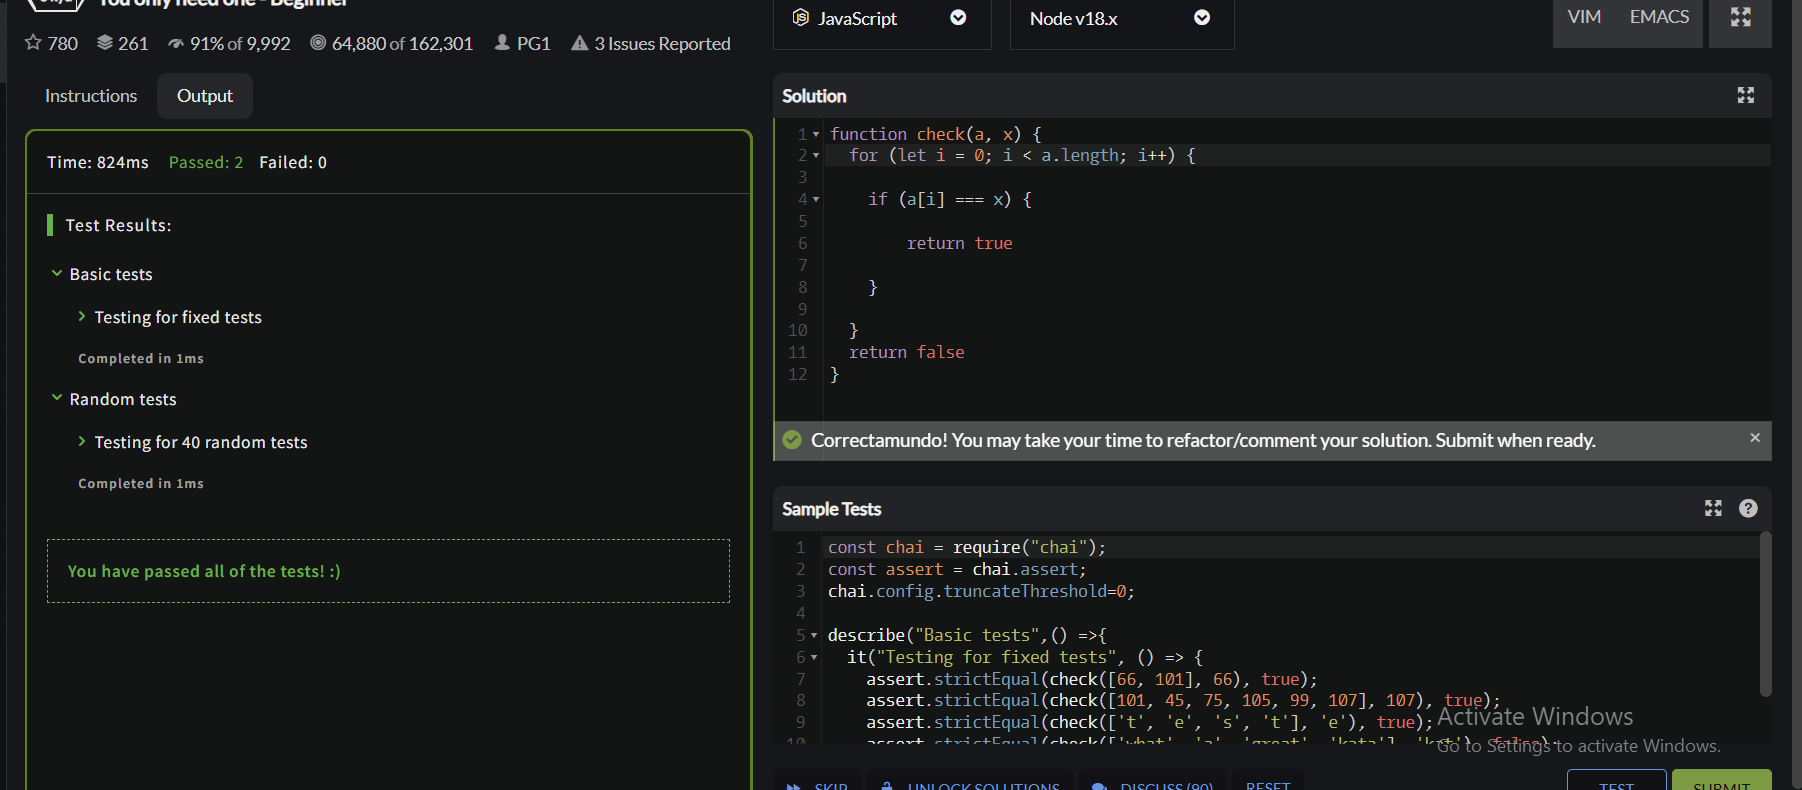 You only need one - Beginner
780 261 91% of 9,992 64,880 of 162,301 PG1 3 Issues Reported
JavaScript
Node v18.x
VIM EMACS
Instructions Output
Time: 824ms Passed: 2 Failed: 0
Test Results:
Basic tests
Testing for fixed tests
Completed in 1ms
Random tests
Testing for 40 random tests
Completed in 1ms
You have passed all of the tests! :)
Solution
1 function check(a, x) {
2 for (let i = 0; i < a.length; i++) {
3
4 if (a[i] === x) {
5
6 return true
7
8 }
9
10 }
11 return false
12 }
Correctamundo! You may take your time to refactor/comment your solution. Submit when ready.
Sample Tests
1 const chai = require("chai");
2 const assert = chai.assert;
3 chai.config.truncateThreshold=0;
4
5 describe("Basic tests",() =>{
6 it("Testing for fixed tests", () => {
7 assert.strictEqual(check([66, 101], 66), true);
8 assert.strictEqual(check([101, 45, 75, 105, 99, 107], 107), true);
9 assert.strictEqual(check(['t', 'e', 's', 't'], 'e'), true);
10 assert.strictEqual(check(['what', 'a', 'great', 'kata'], 'kat'), false);
Activate Windows
Go to Settings to activate Windows.
SKIP UNLOCK SOLUTIONS DISCUSS (90) RESET TEST SUBMIT